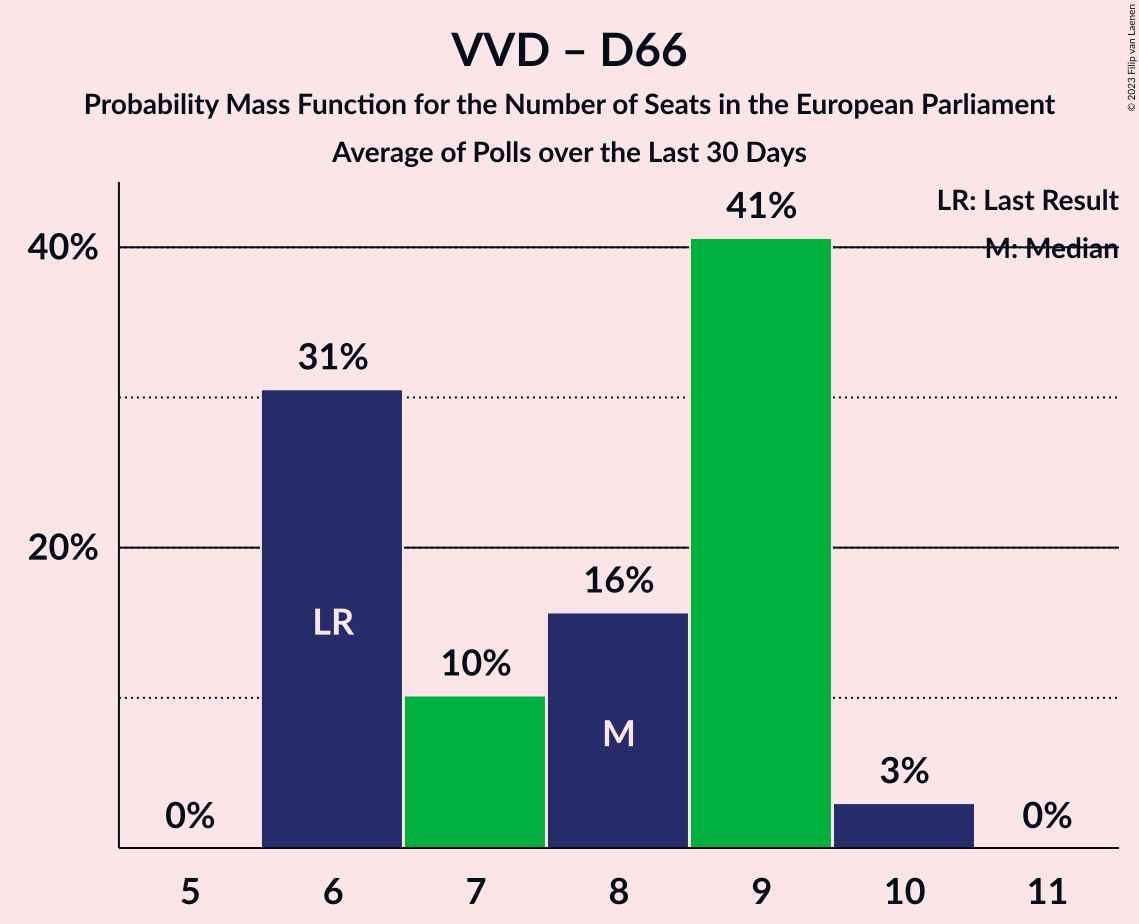 VVD – D66
Probability Mass Function for the Number of Seats in the European Parliament
Average of Polls over the Last 30 Days
© 2023 Filip van Laenen
LR: Last Result
M: Median
40%
20%
0%
31%
10%
16%
41%
3%
0%
LR
M
5
6
7
8
9
10
11